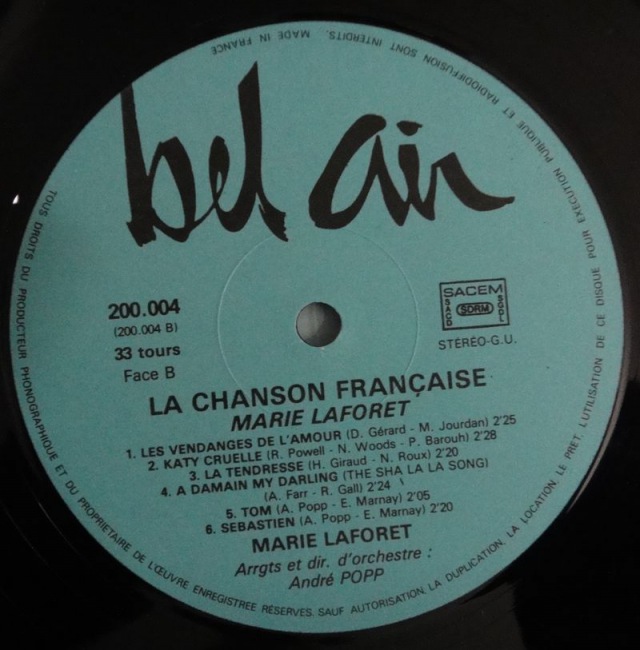 bel air
200.004
(200.004 B)
33 tours
Face B
SACEM
SACD
SDRM
SGDL
STÉRÉO-G.U.
LA CHANSON FRANÇAISE
MARIE LAFORET
1. LES VENDANGES DE L'AMOUR (D. Gérard - M. Jourdan) 2'25
2. KATY CRUELLE (R. Powell - N. Woods - P. Barouh) 2'28
3. LA TENDRESSE (H. Giraud - N. Roux) 2'20
4. A DAMAIN MY DARLING (THE SHA LA LA SONG)
(A. Farr - R. Gall) 2'24
5. TOM (A. Popp - E. Marnay) 2'05
6. SEBASTIEN (A. Popp - E. Marnay) 2'20
MARIE LAFORET
Arrgts et dir. d'orchestre :
André POPP
TOUS DROITS DU PRODUCTEUR PHONOGRAPHIQUE ET DU PROPRIETAIRE DE L'ŒUVRE ENREGISTREE RESERVES. SAUF AUTORISATION, LA DUPLICATION, LA LOCATION, LE PRET, L'UTILISATION DE CE DISQUE POUR EXECUTION PUBLIQUE ET RADIODIFFUSION SONT INTERDITS. MADE IN FRANCE